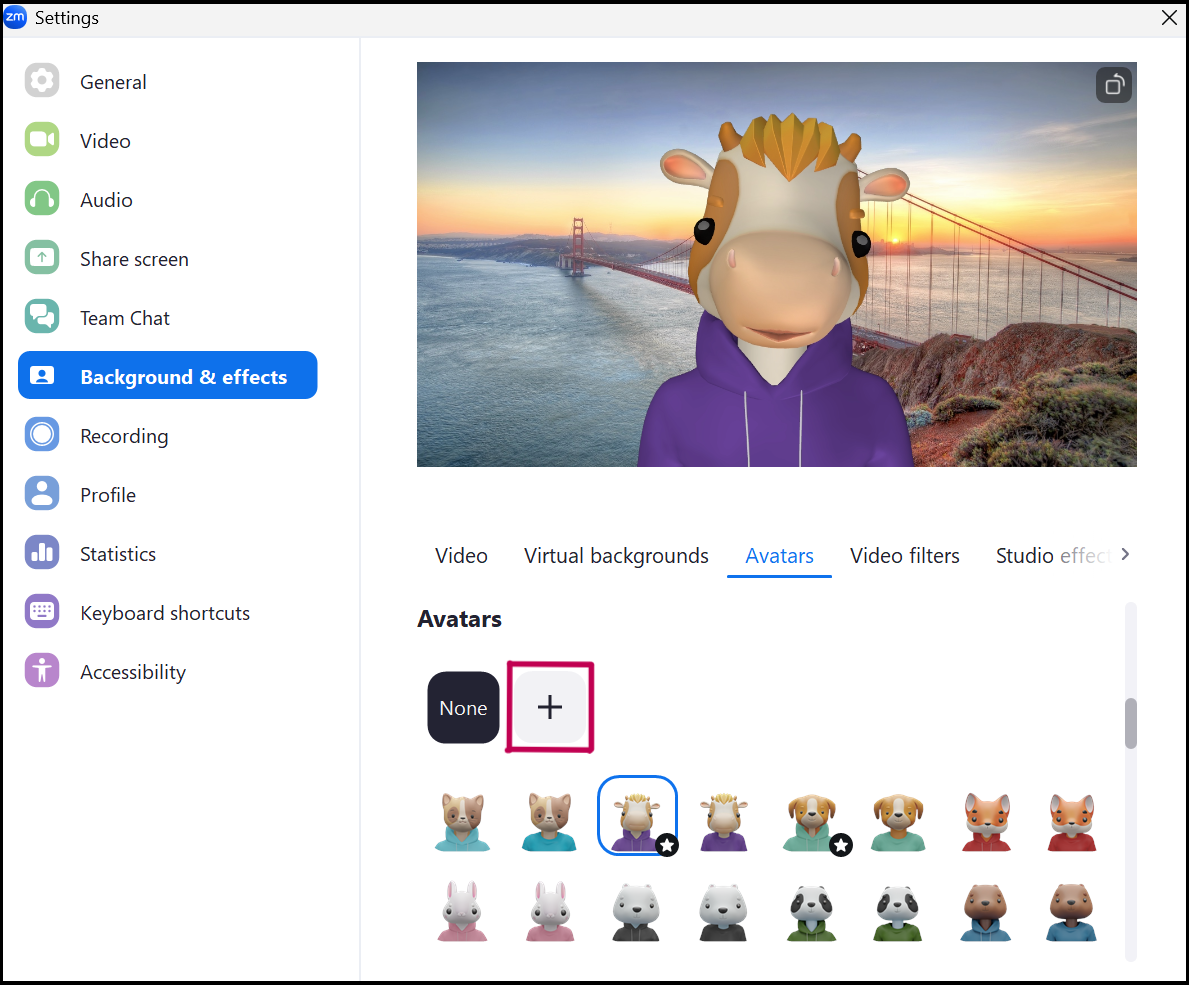 zm Settings
General
Video
Audio
Share screen
Team Chat
Background & effects
Recording
Profile
Statistics
Keyboard shortcuts
Accessibility
Video Virtual backgrounds Avatars Video filters Studio effect
Avatars
None